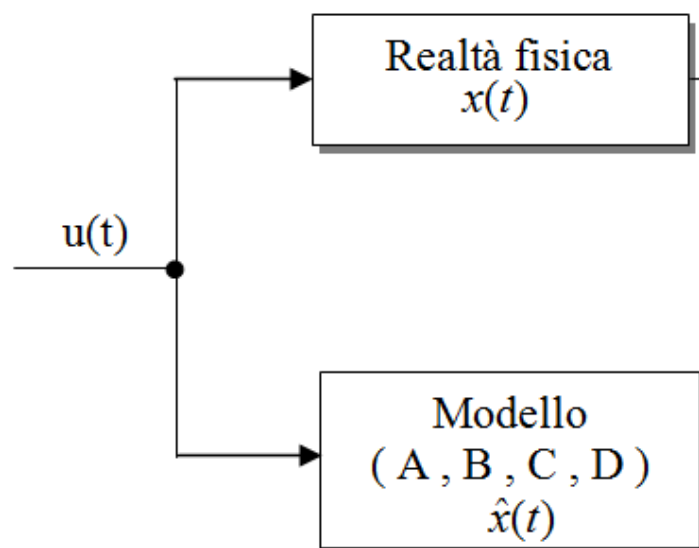 Realtà fisica
x(t)
u(t)
Modello
( A , B , C , D )
x̂(t)